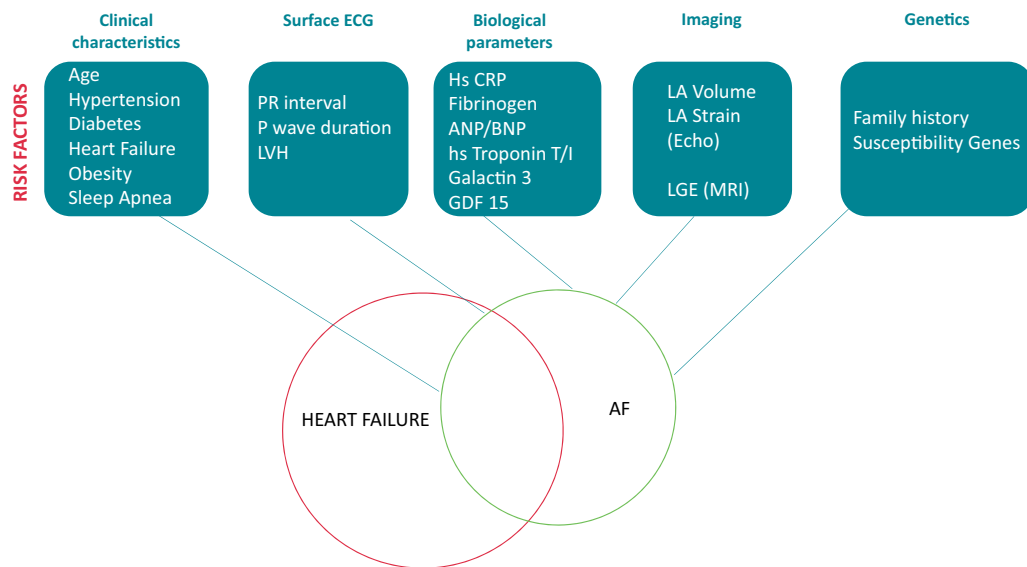 Clinical
characteristics
Surface ECG
Biological
parameters
Imaging
Genetics
RISK FACTORS
Age
Hypertension
Diabetes
Heart Failure
Obesity
Sleep Apnea
PR interval
P wave duration
LVH
Hs CRP
Fibrinogen
ANP/BNP
hs Troponin T/I
Galactin 3
GDF 15
LA Volume
LA Strain
(Echo)
LGE (MRI)
Family history
Susceptibility Genes
HEART FAILURE
AF